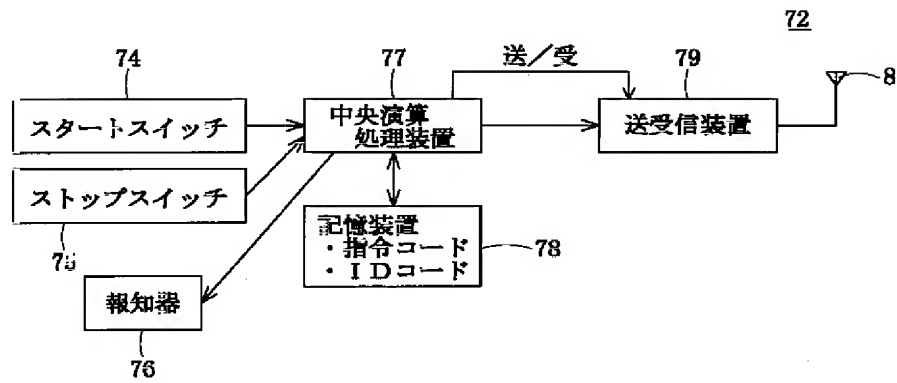 72
74
77
送／受
79
8
スタートスイッチ
中央演算
処理装置
送受信装置
ストップスイッチ
75
記憶装置
・指令コード
・ＩＤコード
78
報知器
76